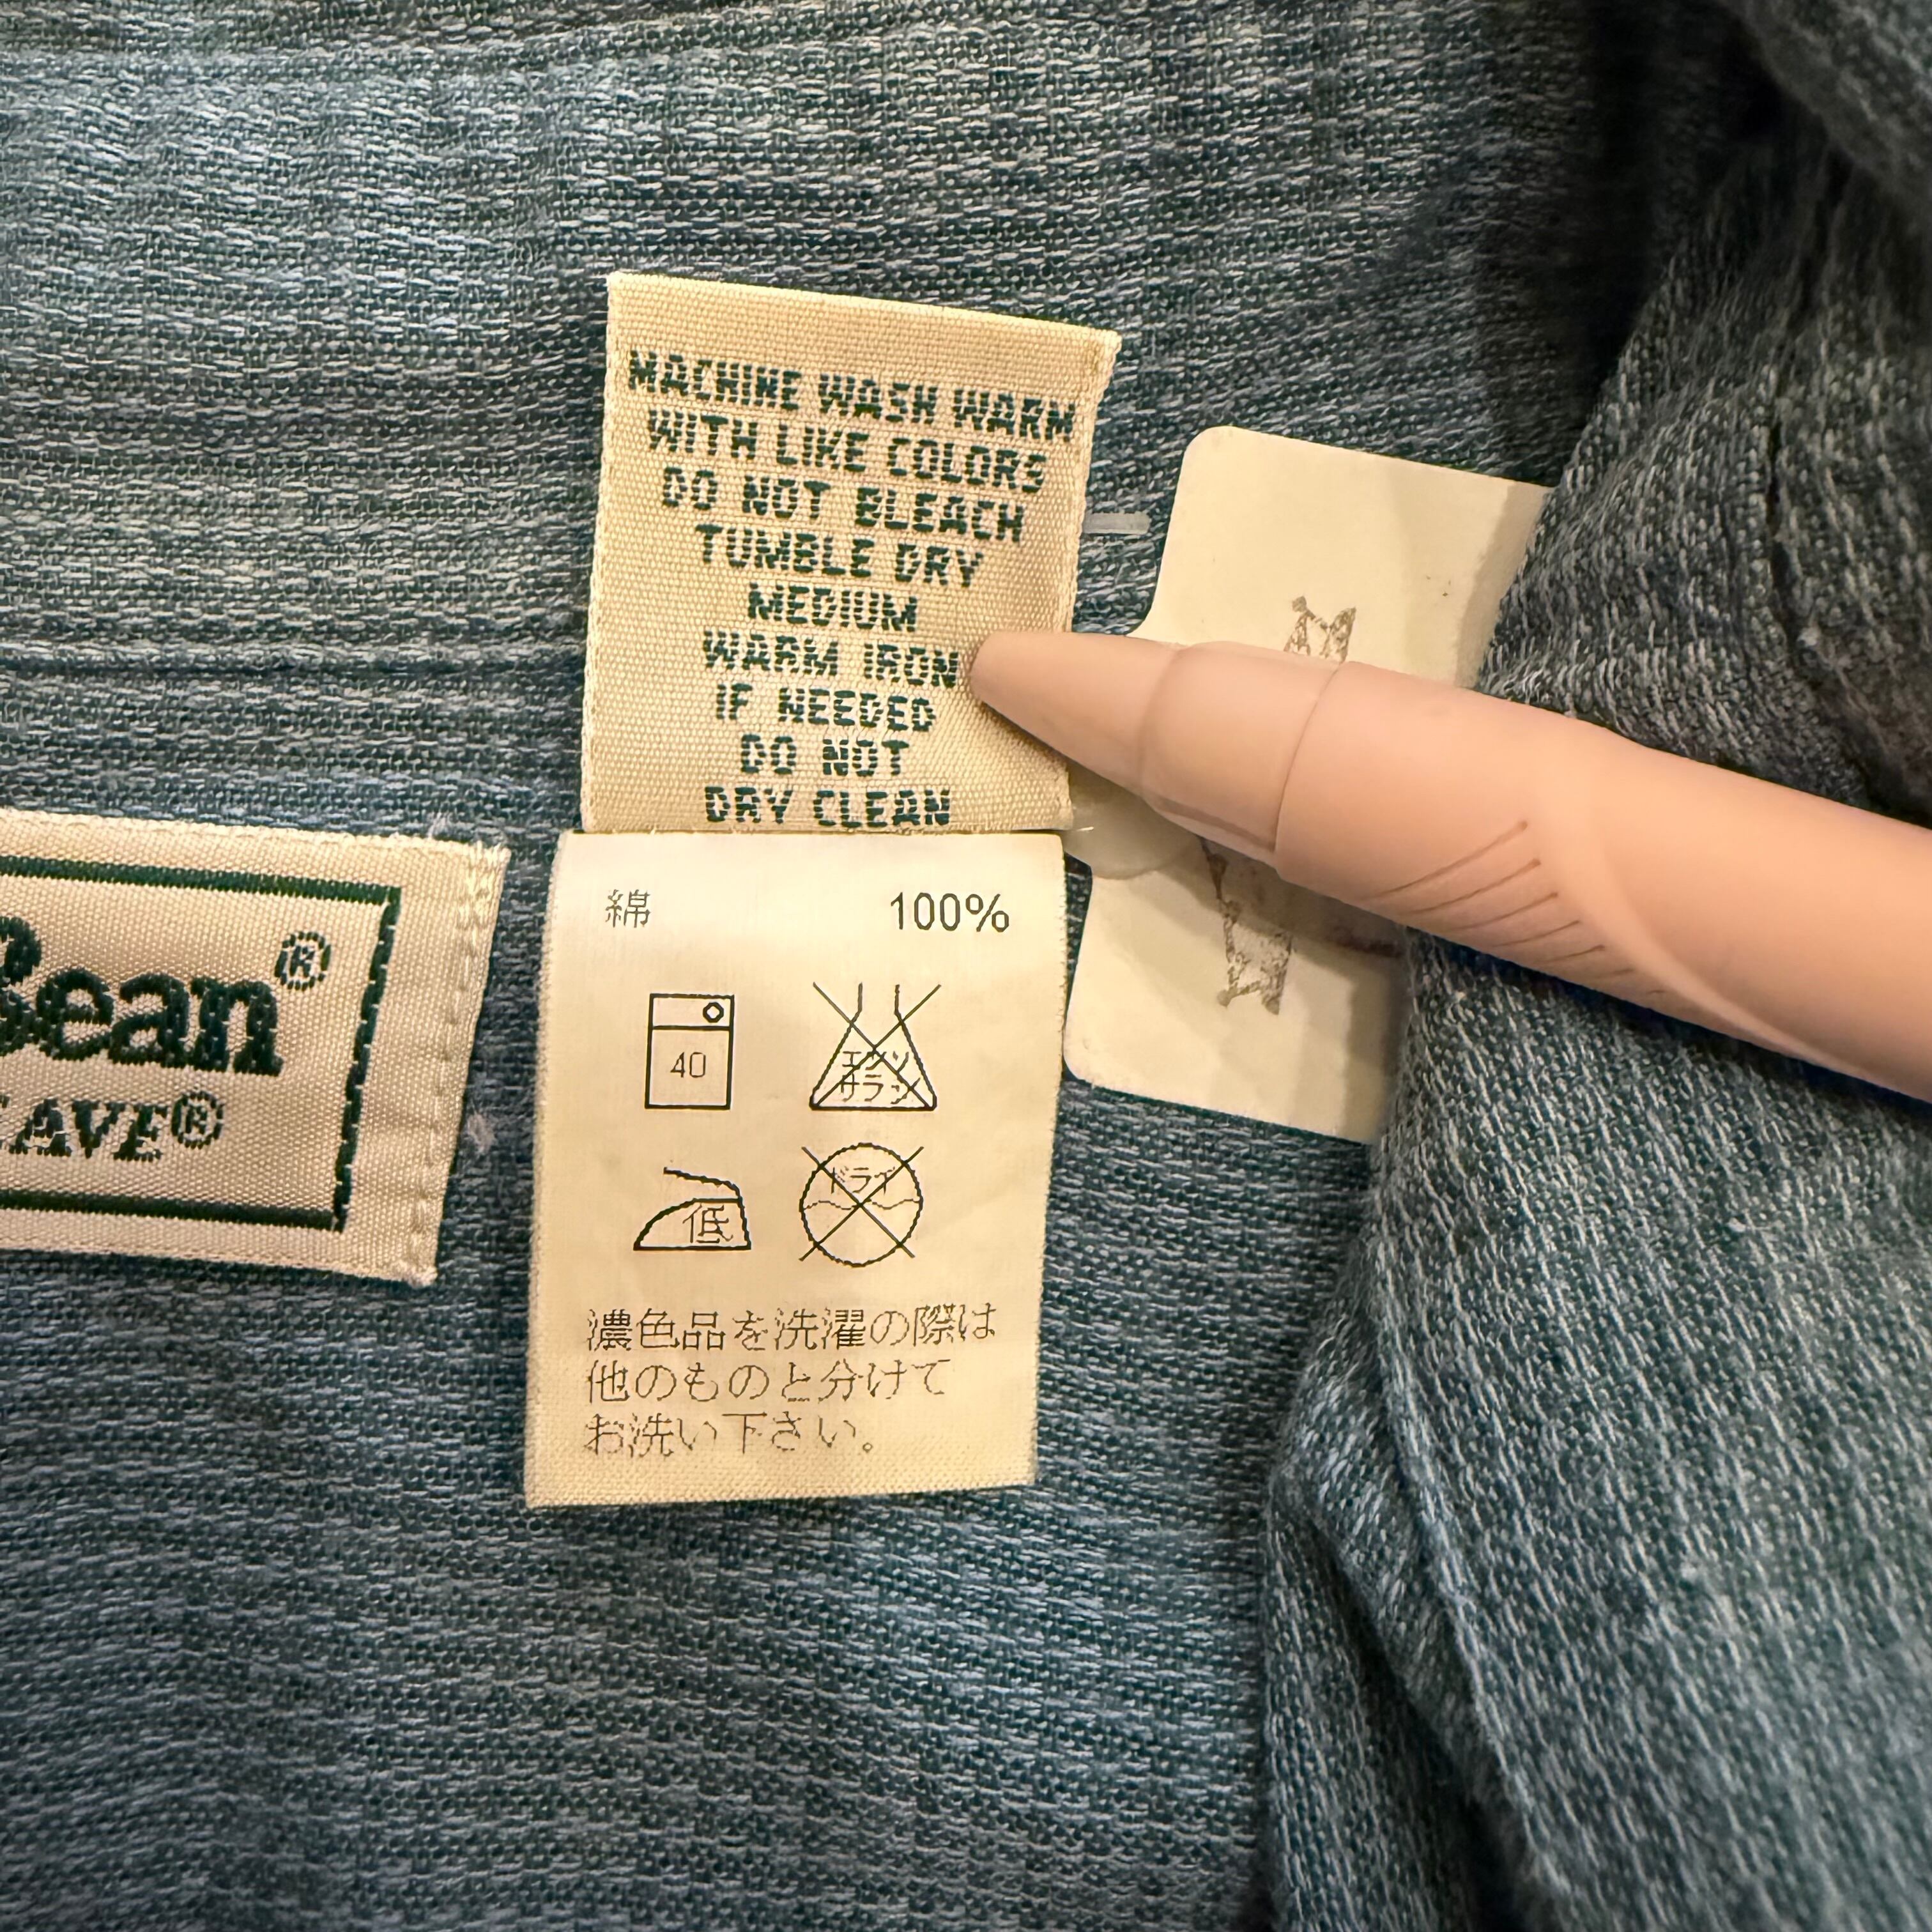 MACHINE WASH WARM
WITH LIKE COLORS
DO NOT BLEACH
TUMBLE DRY
MEDIUM
WARM IRON
IF NEEDED
DO NOT
DRY CLEAN
Bean®
EAVE®
綿 100%
40
エンソ
サラシ
低
ドライ
濃色品を洗濯の際は
他のものと分けて
お洗い下さい。